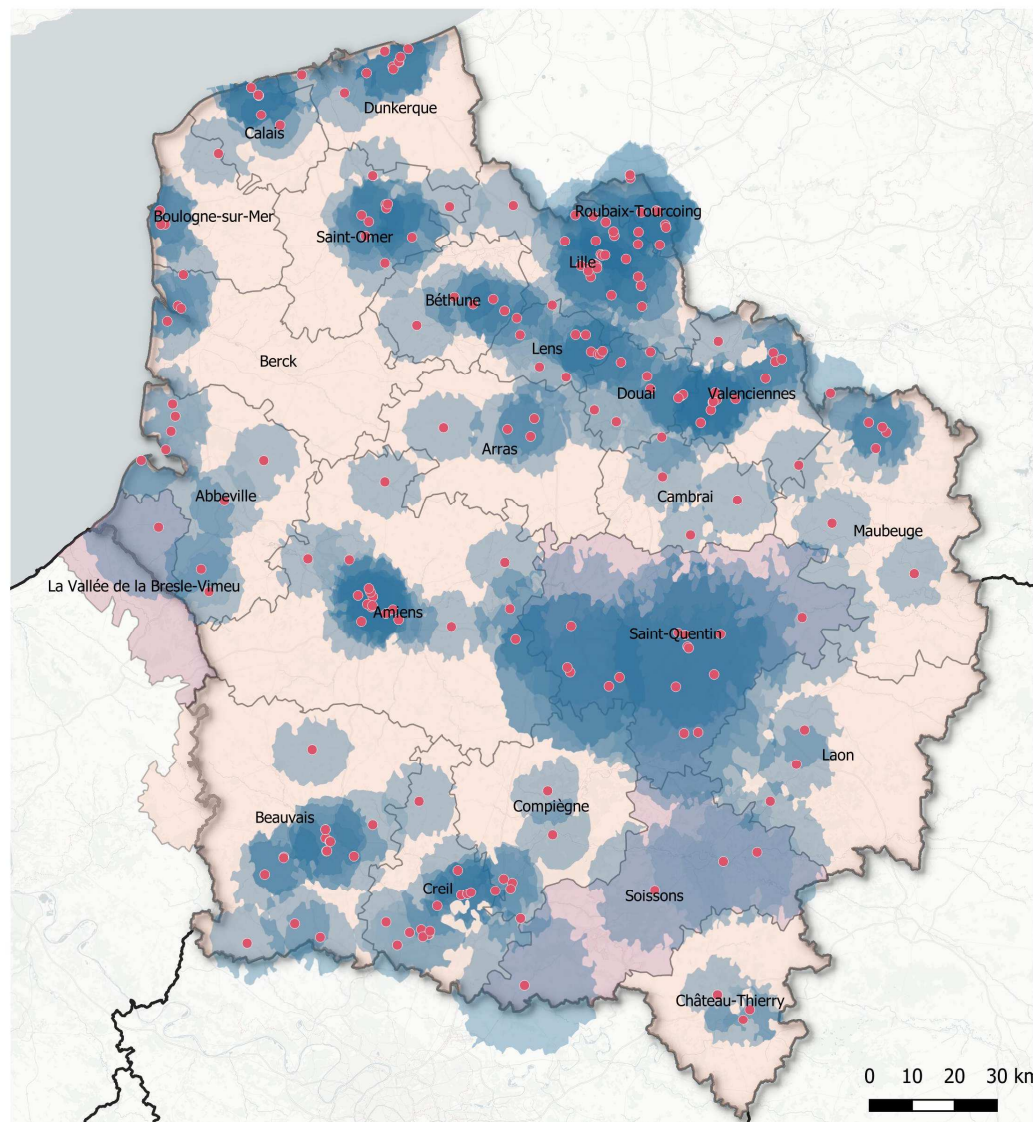 Dunkerque
Calais
Boulogne-sur-Mer
Roubaix-Tourcoing
Saint-Omer
Lille
Béthune
Lens
Berck
Douai
Valenciennes
Arras
Abbeville
Cambrai
Maubeuge
La Vallée de la Bresle-Vimeu
Amiens
Saint-Quentin
Laon
Compiègne
Beauvais
Creil
Soissons
Château-Thierry
0 10 20 30 km